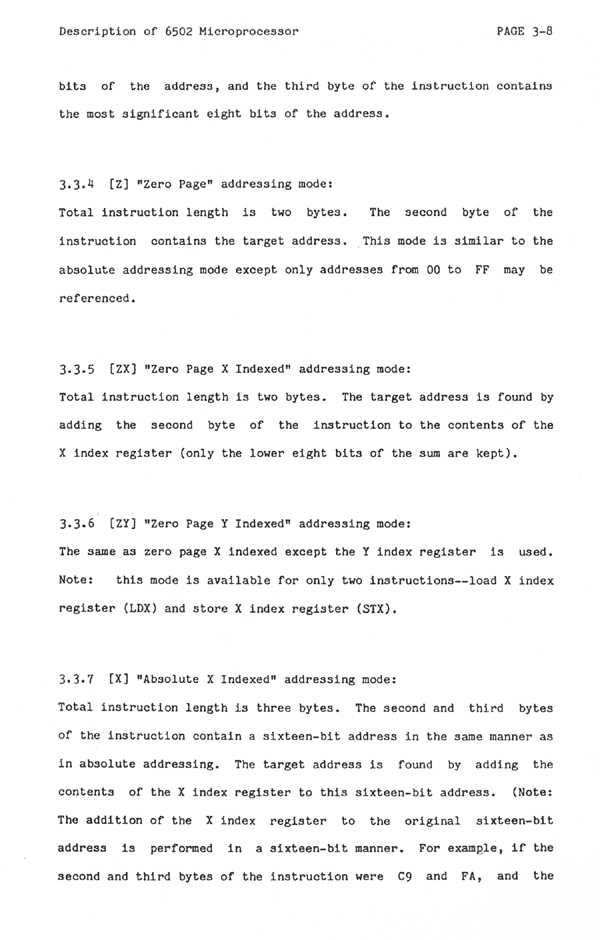 Description of 6502 Microprocessor PAGE 3-8
bits of the address, and the third byte of the instruction contains
the most significant eight bits of the address.
3.3.4 [Z] "Zero Page" addressing mode:
Total instruction length is two bytes. The second byte of the
instruction contains the target address. This mode is similar to the
absolute addressing mode except only addresses from 00 to FF may be
referenced.
3.3.5 [ZX] "Zero Page X Indexed" addressing mode:
Total instruction length is two bytes. The target address is found by
adding the second byte of the instruction to the contents of the
X index register (only the lower eight bits of the sum are kept).
3.3.6 [ZY] "Zero Page Y Indexed" addressing mode:
The same as zero page X indexed except the Y index register is used.
Note: this mode is available for only two instructions--load X index
register (LDX) and store X index register (STX).
3.3.7 [X] "Absolute X Indexed" addressing mode:
Total instruction length is three bytes. The second and third bytes
of the instruction contain a sixteen-bit address in the same manner as
in absolute addressing. The target address is found by adding the
contents of the X index register to this sixteen-bit address. (Note:
The addition of the X index register to the original sixteen-bit
address is performed in a sixteen-bit manner. For example, if the
second and third bytes of the instruction were C9 and FA, and the